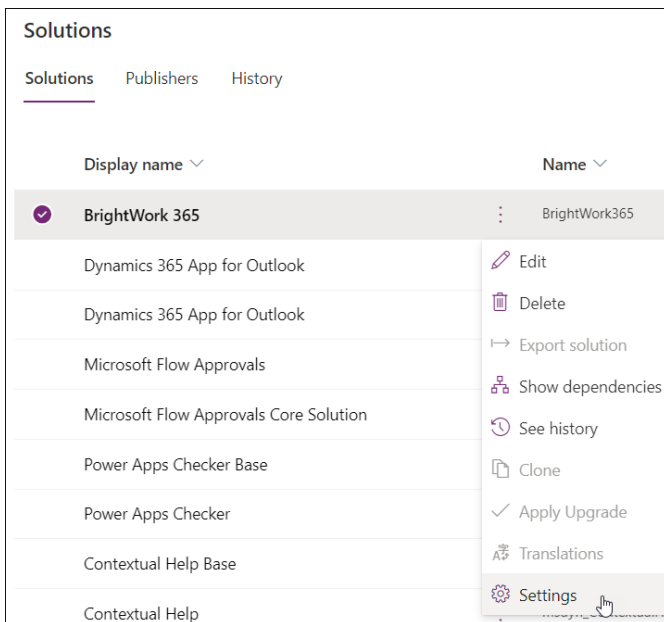 Solutions
Solutions Publishers History
Display name Name
BrightWork 365 BrightWork365
Dynamics 365 App for Outlook
Dynamics 365 App for Outlook
Microsoft Flow Approvals
Microsoft Flow Approvals Core Solution
Power Apps Checker Base
Power Apps Checker
Contextual Help Base
Contextual Help
Edit
Delete
Export solution
Show dependencies
See history
Clone
Apply Upgrade
Translations
Settings